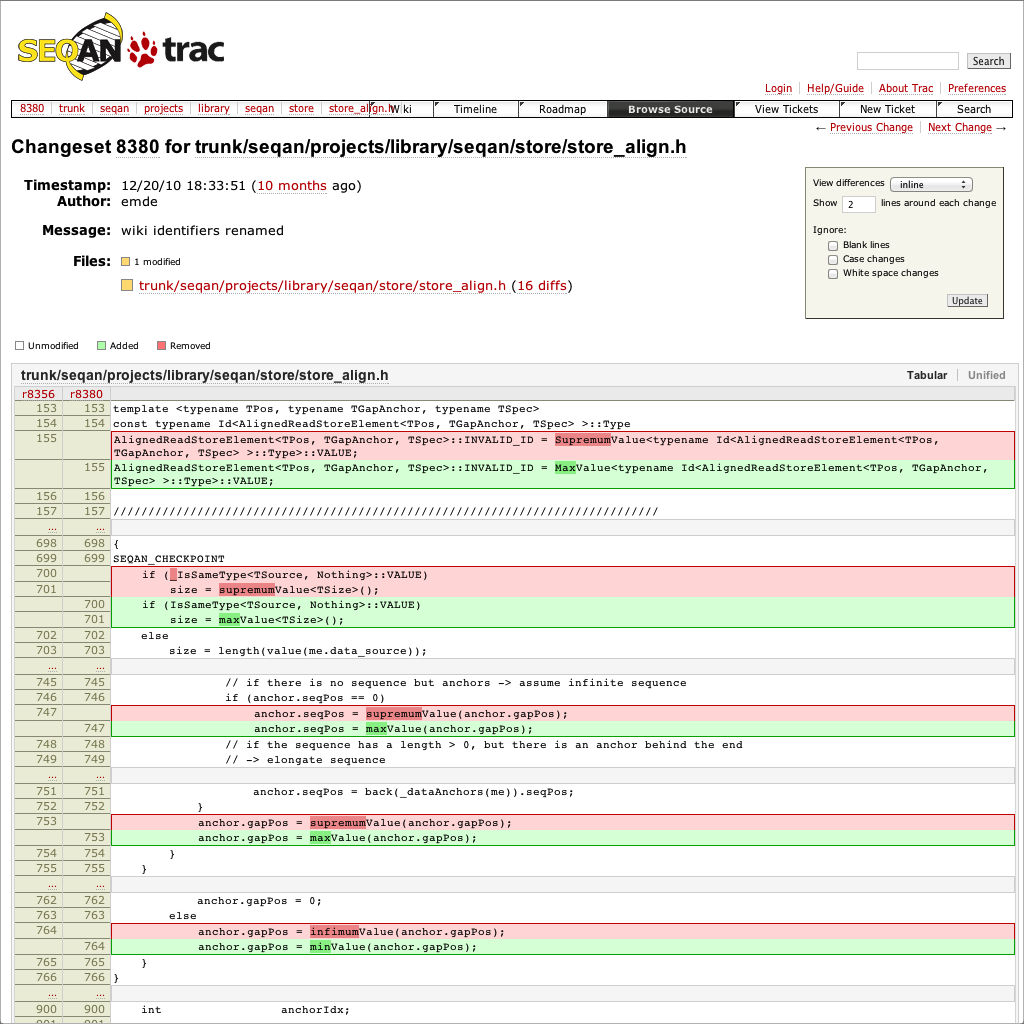 SEQAN trac
Search
Login Help/Guide About Trac Preferences
8380 trunk seqan projects library seqan store store_align.h Wiki Timeline Roadmap Browse Source View Tickets New Ticket Search
← Previous Change Next Change →
Changeset 8380 for trunk/seqan/projects/library/seqan/store/store_align.h
Timestamp: 12/20/10 18:33:51 (10 months ago)
Author: emde
Message: wiki identifiers renamed
Files: 1 modified
trunk/seqan/projects/library/seqan/store/store_align.h (16 diffs)
View differences inline
Show 2 lines around each change
Ignore:
Blank lines
Case changes
White space changes
Update
Unmodified Added Removed
trunk/seqan/projects/library/seqan/store/store_align.h Tabular Unified
r8356 r8380
153 153 template <typename TPos, typename TGapAnchor, typename TSpec>
154 154 const typename Id<AlignedReadStoreElement<TPos, TGapAnchor, TSpec> >::Type
155 AlignedReadStoreElement<TPos, TGapAnchor, TSpec>::INVALID_ID = SupremumValue<typename Id<AlignedReadStoreElement<TPos,
TGapAnchor, TSpec> >::Type>::VALUE;
155 AlignedReadStoreElement<TPos, TGapAnchor, TSpec>::INVALID_ID = MaxValue<typename Id<AlignedReadStoreElement<TPos, TGapAnchor,
TSpec> >::Type>::VALUE;
156 156
157 157 //////////////////////////////////////////////////////////////////////////////
… …
698 698 {
699 699 SEQAN_CHECKPOINT
700 if (_IsSameType<TSource, Nothing>::VALUE)
701 size = supremumValue<TSize>();
700 if (IsSameType<TSource, Nothing>::VALUE)
701 size = maxValue<TSize>();
702 702 else
703 703 size = length(value(me.data_source));
… …
745 745 // if there is no sequence but anchors -> assume infinite sequence
746 746 if (anchor.seqPos == 0)
747 anchor.seqPos = supremumValue(anchor.gapPos);
747 anchor.seqPos = maxValue(anchor.gapPos);
748 748 // if the sequence has a length > 0, but there is an anchor behind the end
749 749 // -> elongate sequence
… …
751 751 anchor.seqPos = back(_dataAnchors(me)).seqPos;
752 752 }
753 anchor.gapPos = supremumValue(anchor.gapPos);
753 anchor.gapPos = maxValue(anchor.gapPos);
754 754 }
755 755 }
… …
762 762 anchor.gapPos = 0;
763 763 else
764 anchor.gapPos = infimumValue(anchor.gapPos);
764 anchor.gapPos = minValue(anchor.gapPos);
765 765 }
766 766 }
… …
900 900 int anchorIdx;